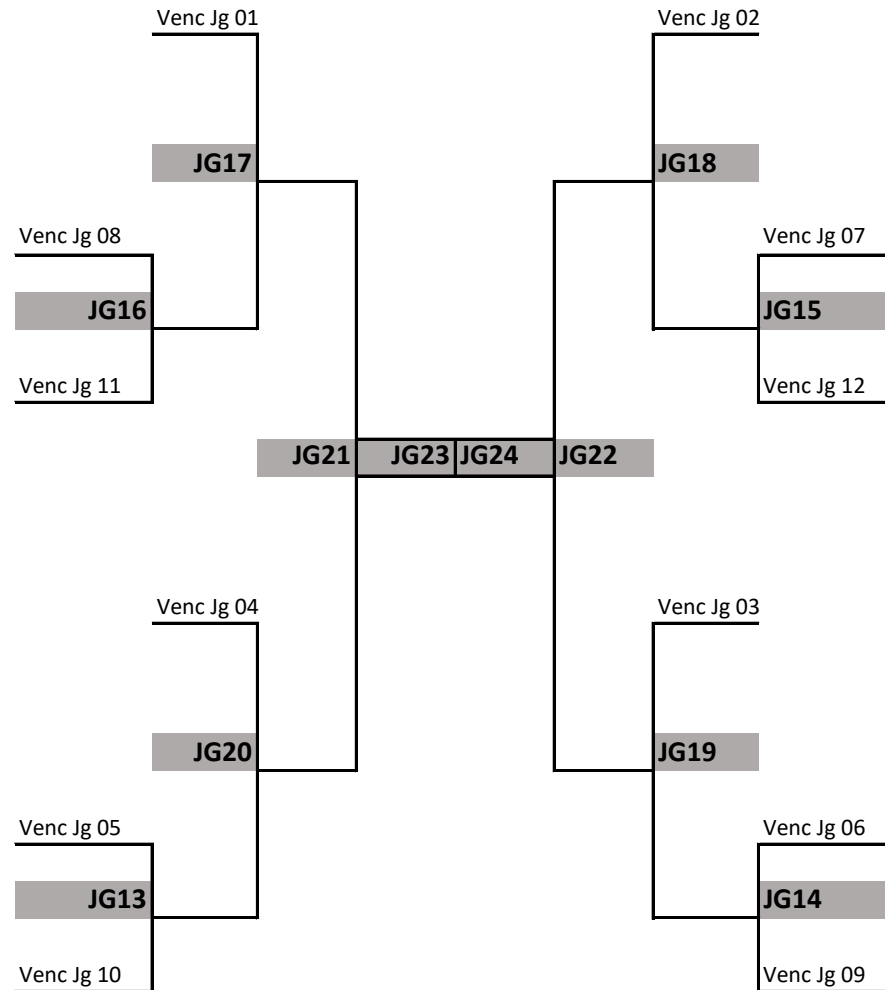 Venc Jg 01 Venc Jg 02
JG17 JG18
Venc Jg 08 Venc Jg 07
JG16 JG15
Venc Jg 11 Venc Jg 12
JG21 JG23 JG24 JG22
Venc Jg 04 Venc Jg 03
JG20 JG19
Venc Jg 05 Venc Jg 06
JG13 JG14
Venc Jg 10 Venc Jg 09